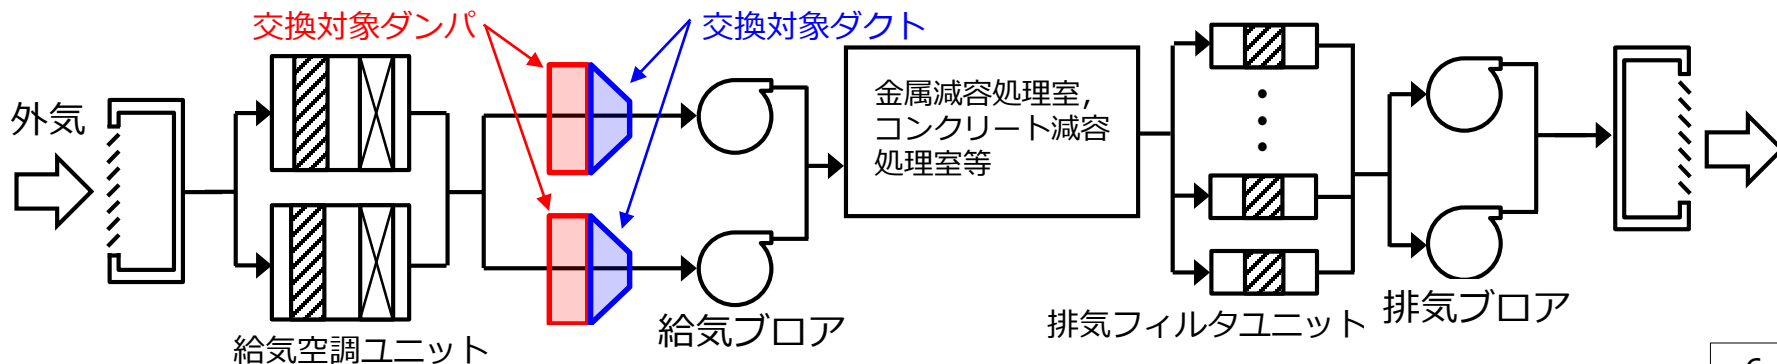 交換対象ダンパ
交換対象ダクト
外気
金属減容処理室,
コンクリート減容
処理室等
給気空調ユニット
給気ブロア
排気フィルタユニット
排気ブロア